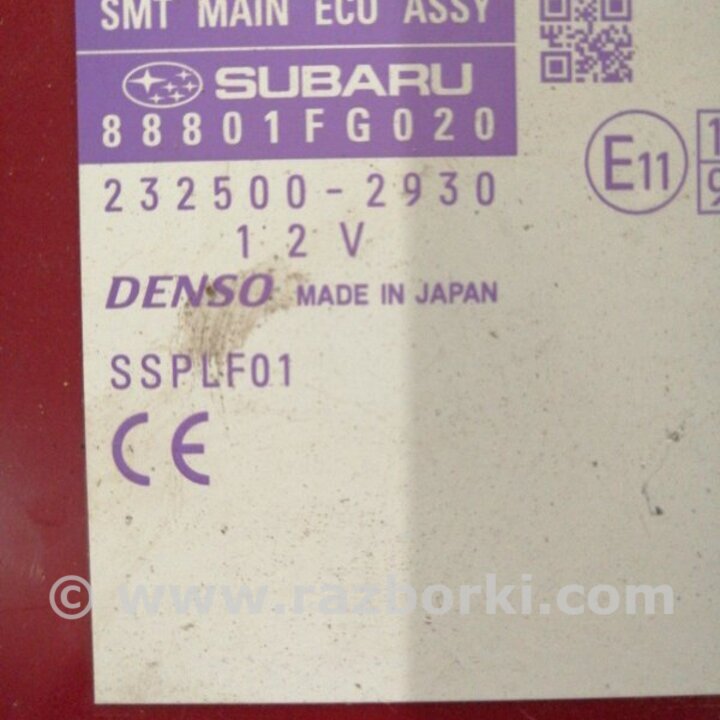 SMT MAIN ECU ASSY
SUBARU
88801FG020
232500-2930
12V
DENSO MADE IN JAPAN
SSPLF01
CE
E11
© www.razborki.com